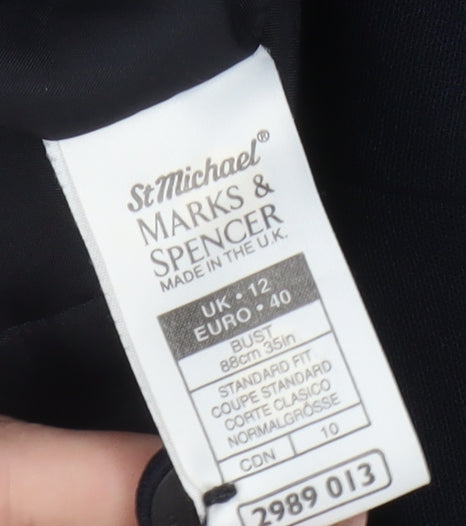 St Michael®
MARKS &
SPENCER
MADE IN THE U.K.
UK • 12
EURO • 40
BUST
88cm 35in
STANDARD FIT
COUPE STANDARD
CORTE CLASICO
NORMALGRÖSSE
CDN 10
2989 013